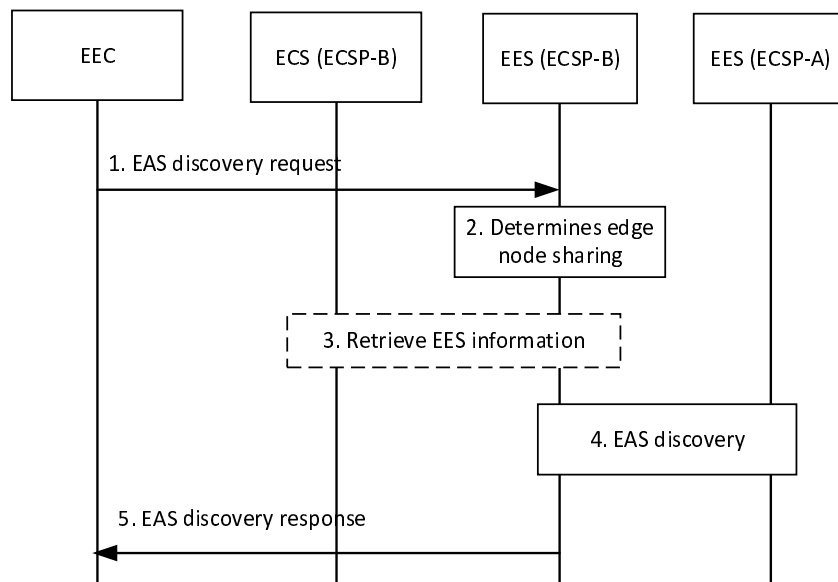 EEC
ECS (ECSP-B)
EES (ECSP-B)
EES (ECSP-A)
1. EAS discovery request
2. Determines edge
node sharing
3. Retrieve EES information
4. EAS discovery
5. EAS discovery response